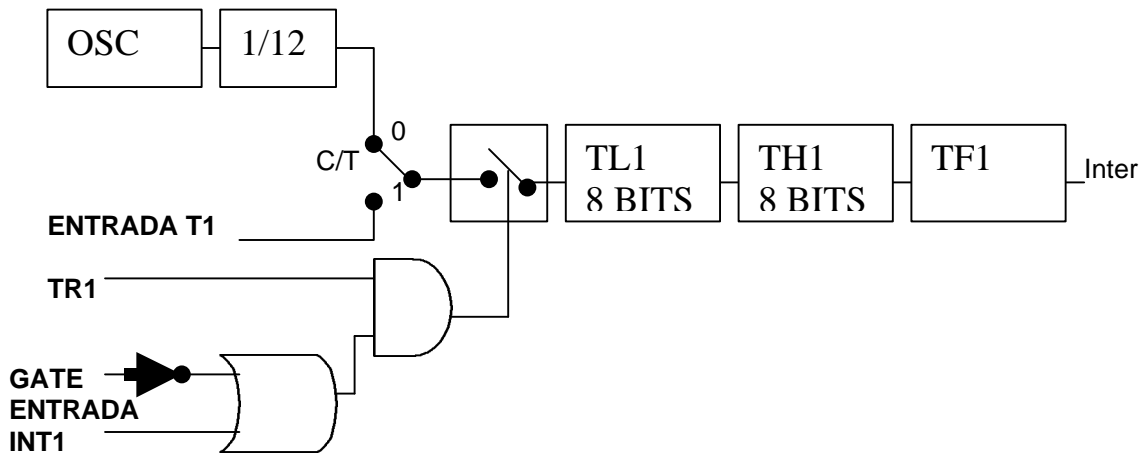 OSC
1/12
0
C/T
1
TL1
8 BITS
TH1
8 BITS
TF1
Inter
ENTRADA T1
TR1
GATE
ENTRADA
INT1